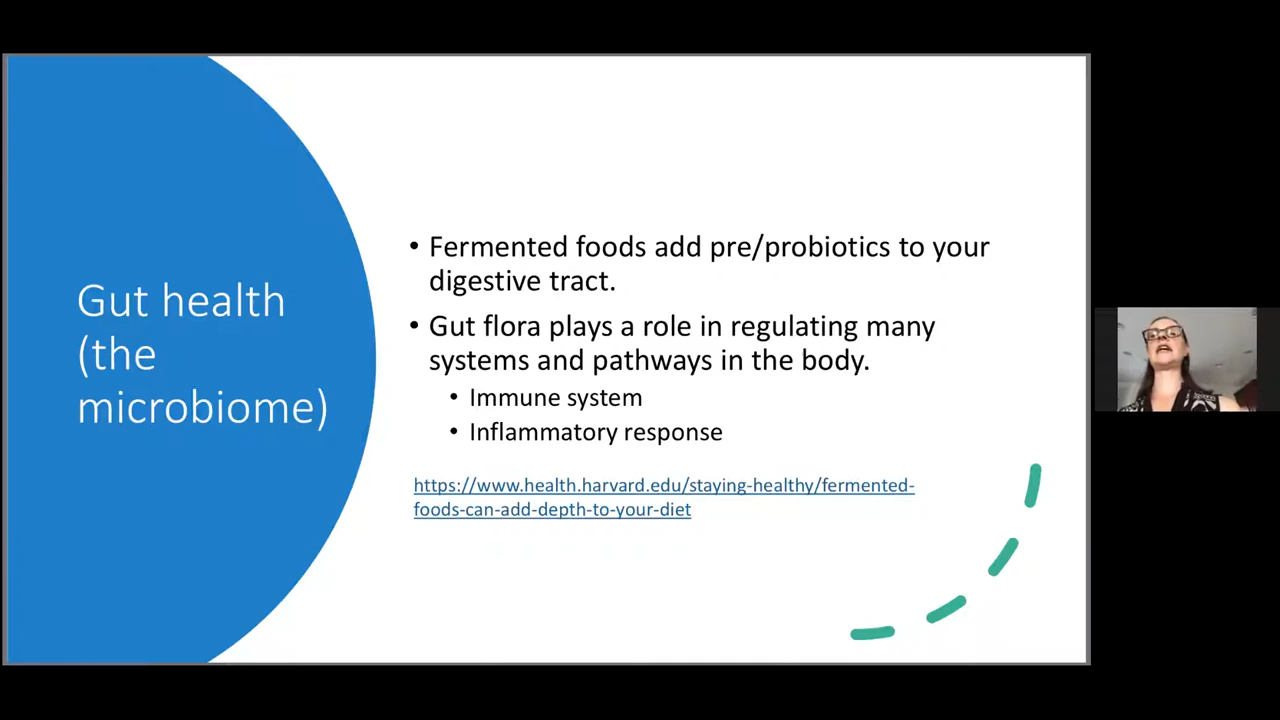 Gut health
(the
microbiome)
• Fermented foods add pre/probiotics to your
digestive tract.
• Gut flora plays a role in regulating many
systems and pathways in the body.
• Immune system
• Inflammatory response
https://www.health.harvard.edu/staying-healthy/fermented-
foods-can-add-depth-to-your-diet